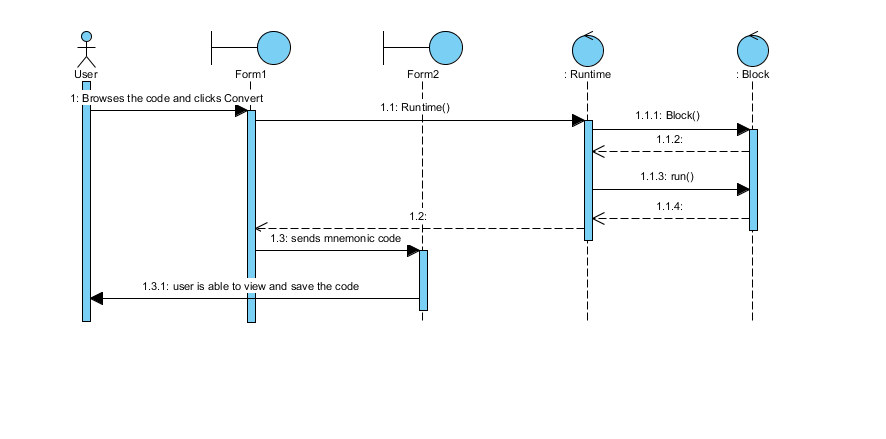 User
Form1
Form2
: Runtime
: Block
1: Browses the code and clicks Convert
1.1: Runtime()
1.1.1: Block()
1.1.2:
1.1.3: run()
1.1.4:
1.2:
1.3: sends mnemonic code
1.3.1: user is able to view and save the code